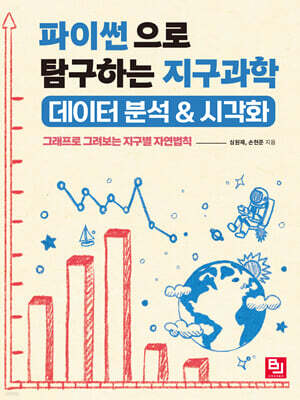 파이썬으로
탐구하는 지구과학
데이터 분석 & 시각화
그래프로 그려보는 지구별 자연법칙
심원제, 손현준 지음
BJ